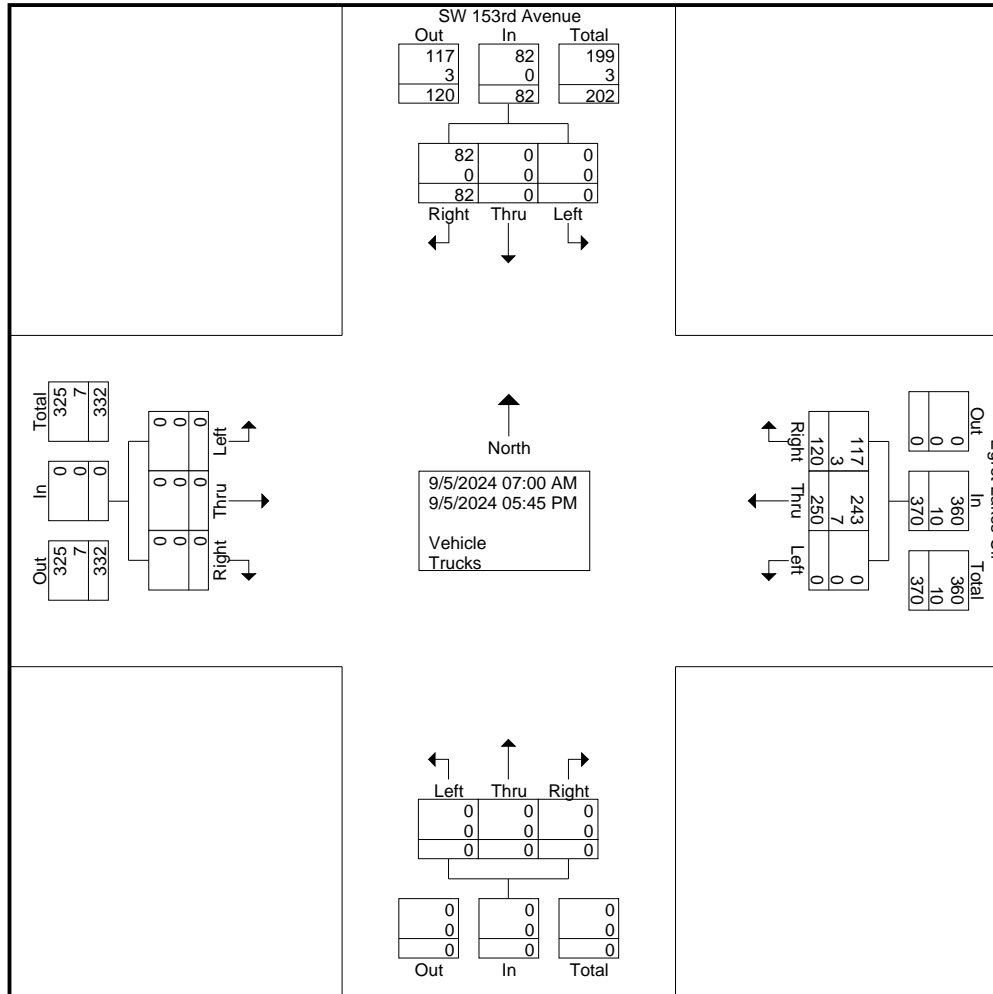 SW 153rd Avenue
Out In Total
117 82 199
3 0 3
120 82 202
82 0 0
0 0 0
82 0 0
Right Thru Left
Total
325
7
332
In
0
0
0
Out
325
7
332
Left
0
0
0
Thru
0
0
0
Right
0
0
0
North
9/5/2024 07:00 AM
9/5/2024 05:45 PM
Vehicle
Trucks
Right
117
3
120
Thru
243
7
250
Left
0
0
0
Out
0
0
0
In
360
10
370
Total
360
10
370
Left Thru Right
0 0 0
0 0 0
0 0 0
0 0 0
0 0 0
0 0 0
Out In Total